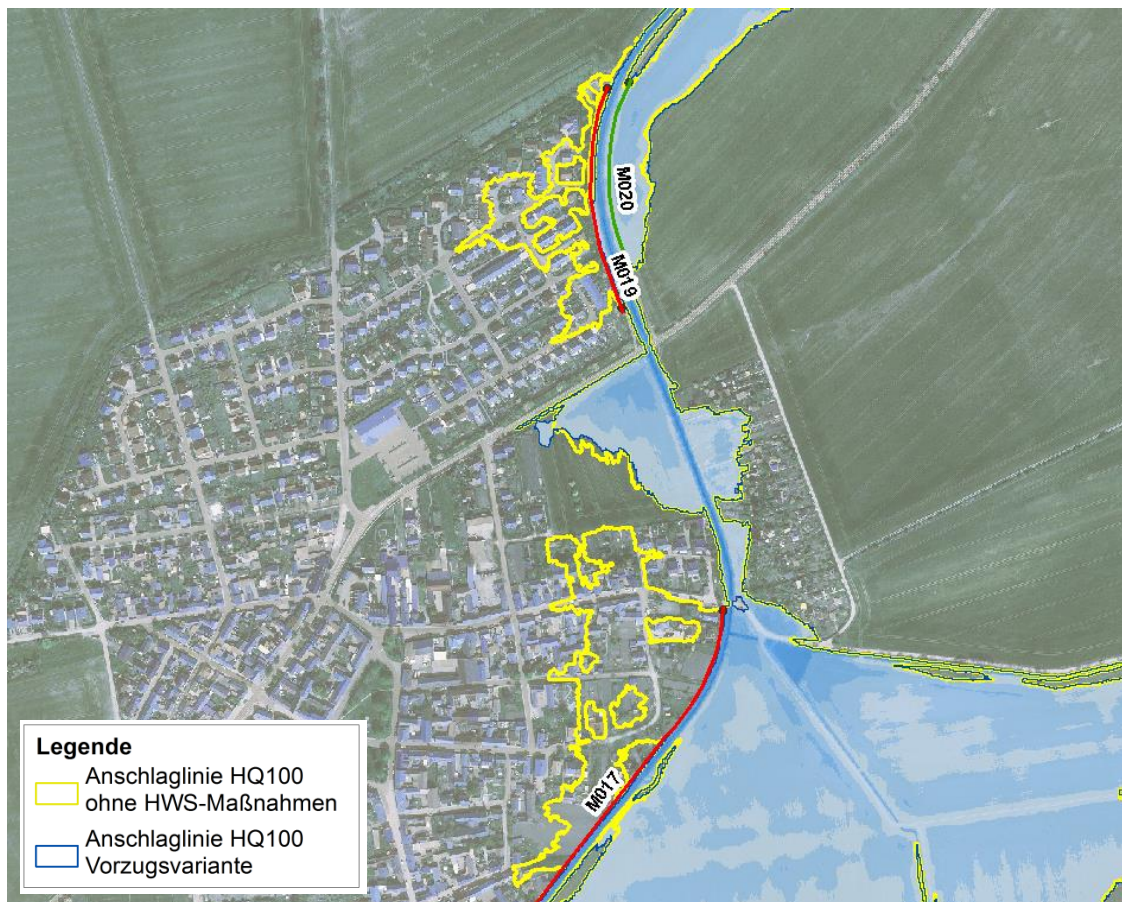 M020
M019
M017
Legende
Anschlaglinie HQ100
ohne HWS-Maßnahmen
Anschlaglinie HQ100
Vorzugsvariante